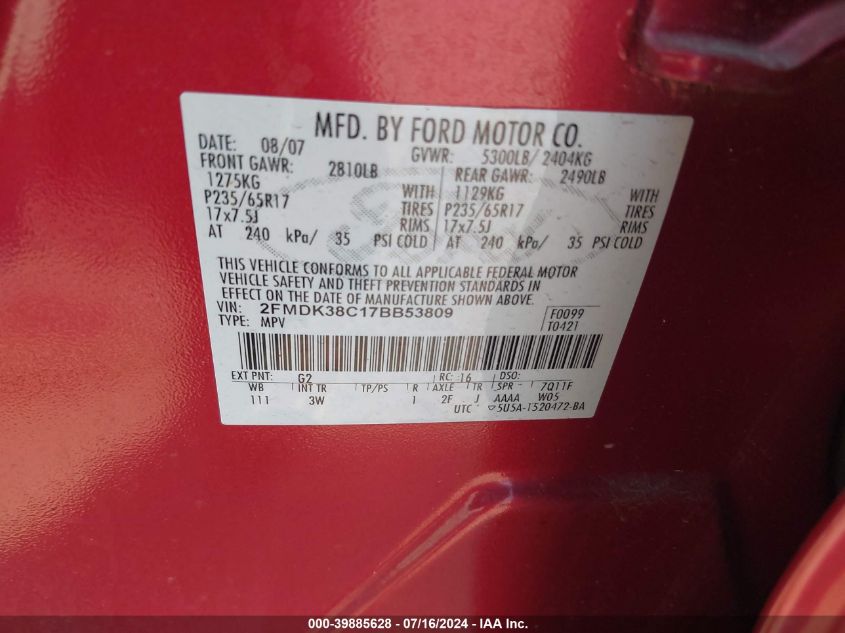 MFD. BY FORD MOTOR CO.
DATE: 08/07 GVWR: 5300LB/ 2404KG
FRONT GAWR: 2810LB REAR GAWR: 2490LB
1275KG WITH 1129KG WITH
P235/65R17 TIRES P235/65R17 TIRES
17x7.5J RIMS 17x7.5J RIMS
AT 240 kPa/ 35 PSI COLD AT 240 kPa/ 35 PSI COLD
THIS VEHICLE CONFORMS TO ALL APPLICABLE FEDERAL MOTOR
VEHICLE SAFETY AND THEFT PREVENTION STANDARDS IN
EFFECT ON THE DATE OF MANUFACTURE SHOWN ABOVE.
VIN: 2FMDK38C17BB53809 F0099
TYPE: MPV T0421
EXT PNT: G2 RC: 16 DSO:
WB INT TR TP/PS R AXLE TR SPR 7Q11F
111 3W 1 2F J AAAA W05
UTC 5U5A-1520472-BA
000-39885628 / 07/16/2024 / IAA Inc.